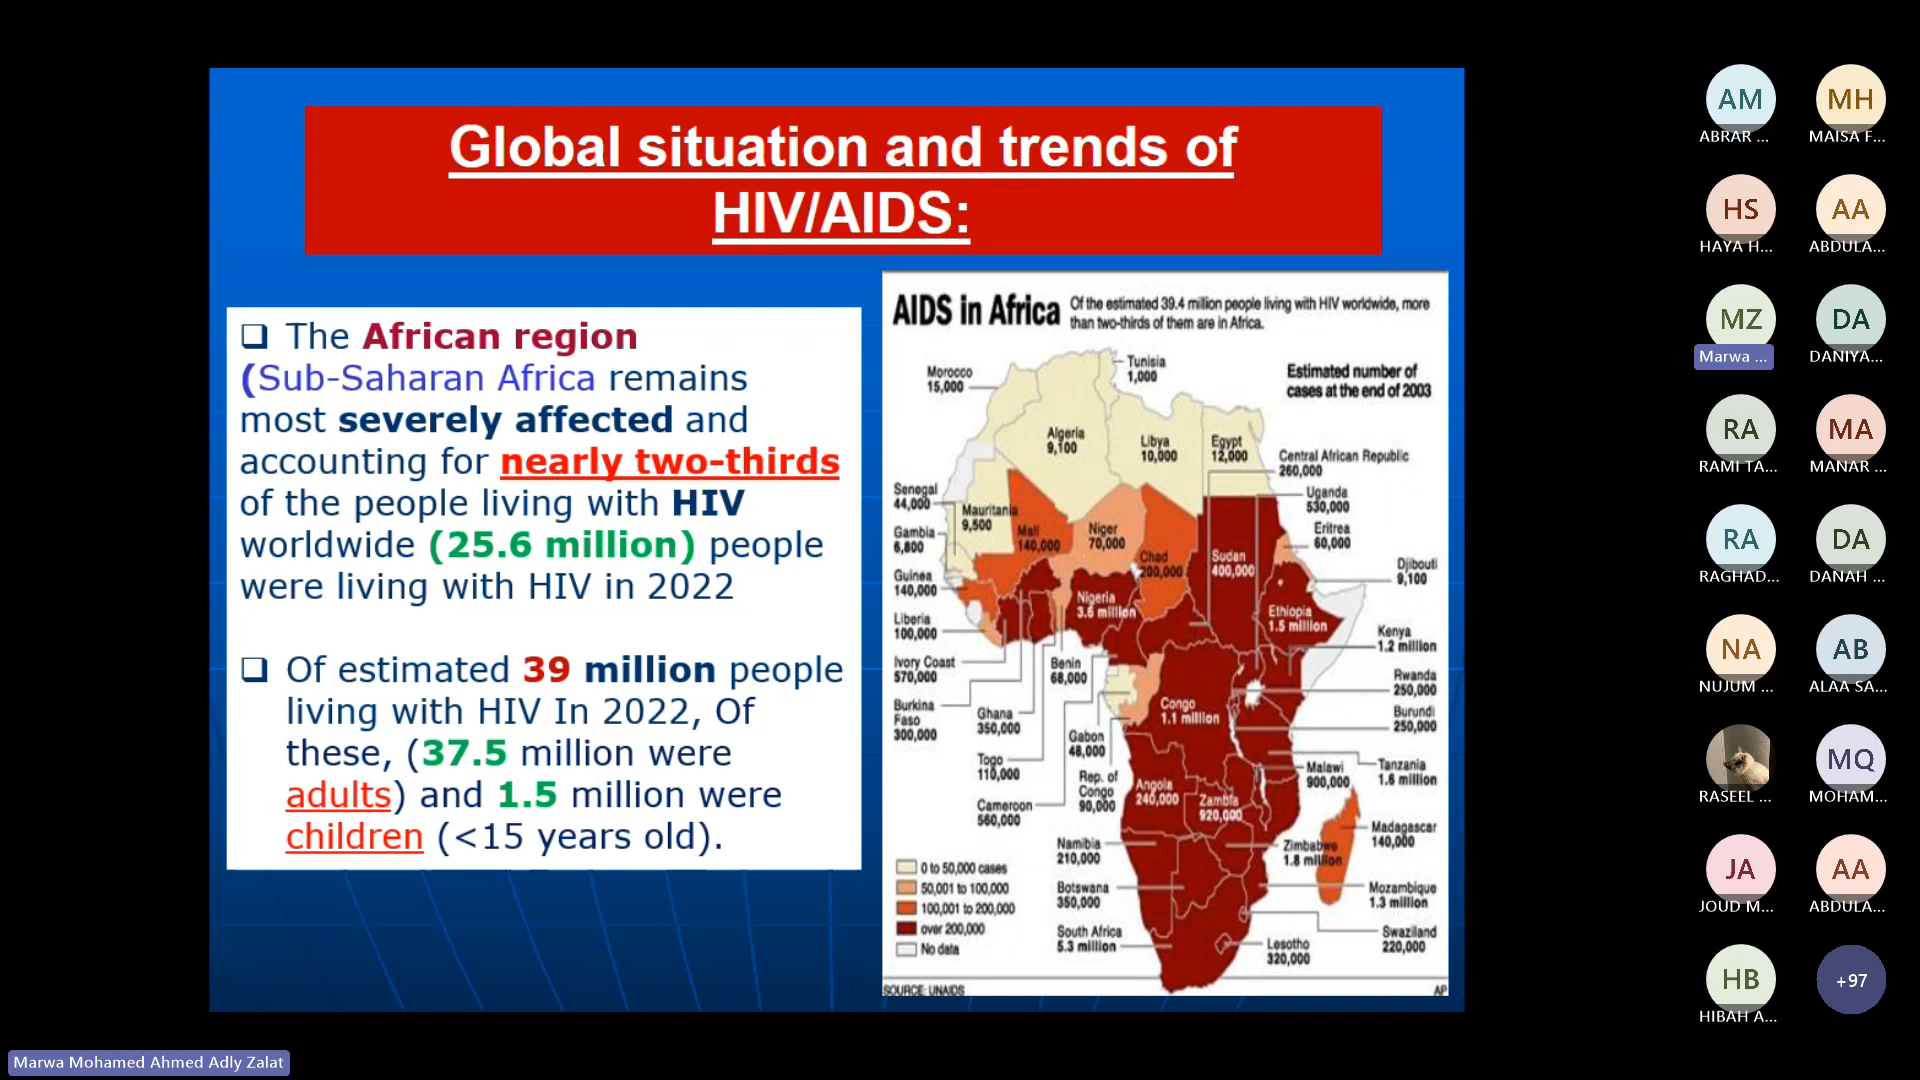 Global situation and trends of
HIV/AIDS:
❑ The African region
(Sub-Saharan Africa remains
most severely affected and
accounting for nearly two-thirds
of the people living with HIV
worldwide (25.6 million) people
were living with HIV in 2022
❑ Of estimated 39 million people
living with HIV In 2022, Of
these, (37.5 million were
adults) and 1.5 million were
children (<15 years old).
AIDS in Africa
Of the estimated 39.4 million people living with HIV worldwide, more
than two-thirds of them are in Africa.
Estimated number of
cases at the end of 2003
Morocco
15,000
Tunisia
1,000
Algeria
9,100
Libya
10,000
Egypt
12,000
Central African Republic
260,000
Uganda
530,000
Eritrea
60,000
Djibouti
9,100
Senegal
44,000
Mauritania
9,500
Mali
140,000
Niger
70,000
Chad
200,000
Sudan
400,000
Gambia
6,800
Guinea
140,000
Nigeria
3.6 million
Ethiopia
1.5 million
Liberia
100,000
Kenya
1.2 million
Ivory Coast
570,000
Benin
68,000
Rwanda
250,000
Burkina
Faso
300,000
Ghana
350,000
Congo
1.1 million
Burundi
250,000
Gabon
48,000
Togo
110,000
Rep. of
Congo
90,000
Angola
240,000
Zambia
920,000
Malawi
900,000
Tanzania
1.6 million
Cameroon
560,000
Madagascar
140,000
Namibia
210,000
Zimbabwe
1.8 million
Botswana
350,000
Mozambique
1.3 million
South Africa
5.3 million
Lesotho
320,000
Swaziland
220,000
0 to 50,000 cases
50,001 to 100,000
100,001 to 200,000
over 200,000
No data
SOURCE: UNAIDS
AP
AM
ABRAR ...
MH
MAISA F...
HS
HAYA H...
AA
ABDULA...
MZ
Marwa ...
DA
DANIYA...
RA
RAMI TA...
MA
MANAR ...
RA
RAGHAD...
DA
DANAH ...
NA
NUJUM ...
AB
ALAA SA...
RASEEL ...
MQ
MOHAM...
JA
JOUD M...
AA
ABDULA...
HB
HIBAH A...
+97
Marwa Mohamed Ahmed Adly Zalat